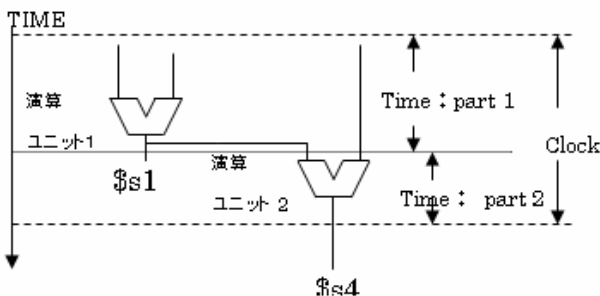 TIME
演算
ユニット1
Time：part 1
Clock
$s1
演算
ユニット 2
Time： part 2
$s4